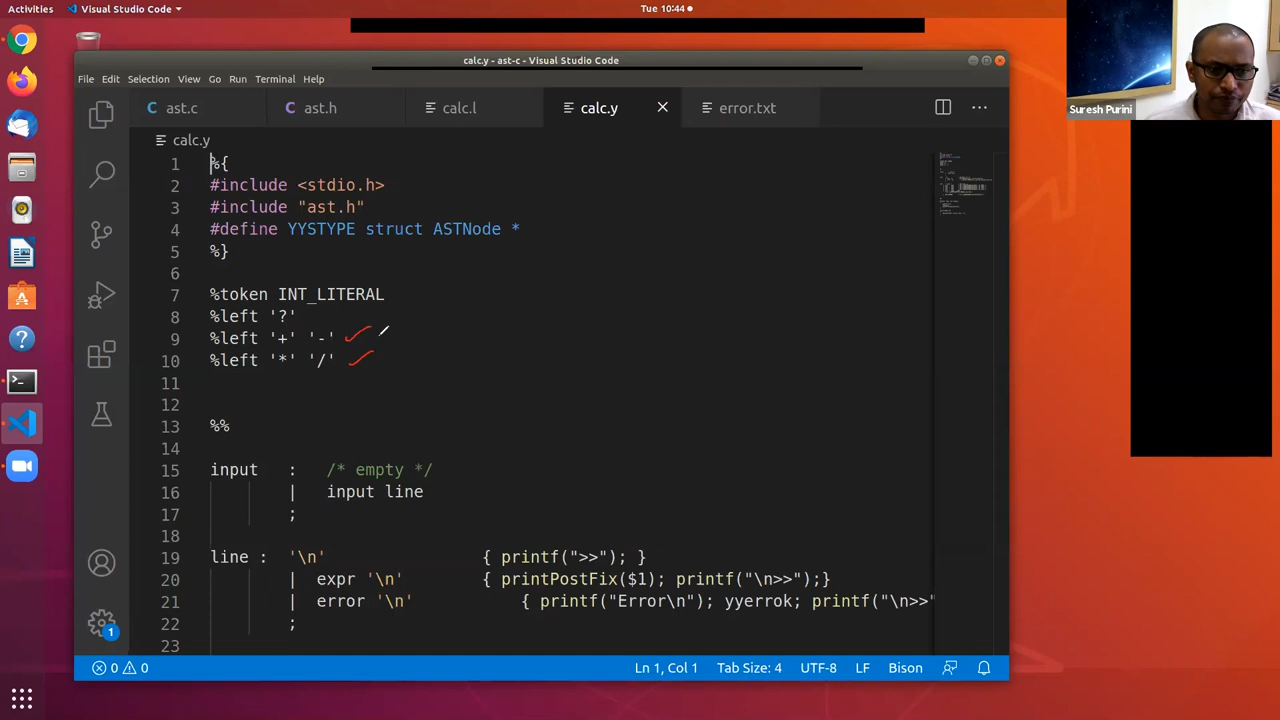 Activities Visual Studio Code Tue 10:44
calc.y - ast-c - Visual Studio Code
File Edit Selection View Go Run Terminal Help
ast.c ast.h calc.l calc.y error.txt
calc.y
Suresh Purini
1 %{
2 #include <stdio.h>
3 #include "ast.h"
4 #define YYSTYPE struct ASTNode *
5 %}
6
7 %token INT_LITERAL
8 %left '?'
9 %left '+' '-'
10 %left '*' '/'
11
12
13 %%
14
15 input : /* empty */
16 | input line
17 ;
18
19 line : '\n' { printf(">>"); }
20 | expr '\n' { printPostFix($1); printf("\n>>");}
21 | error '\n' { printf("Error\n"); yyerrok; printf("\n>>"
22 ;
23
1
0 0 Ln 1, Col 1 Tab Size: 4 UTF-8 LF Bison